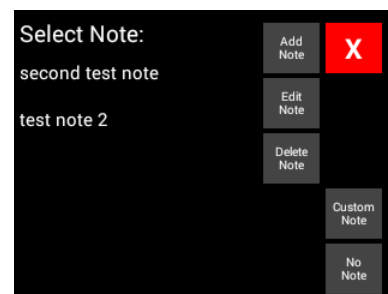 Select Note:
second test note
test note 2
Add
Note
X
Edit
Note
Delete
Note
Custom
Note
No
Note